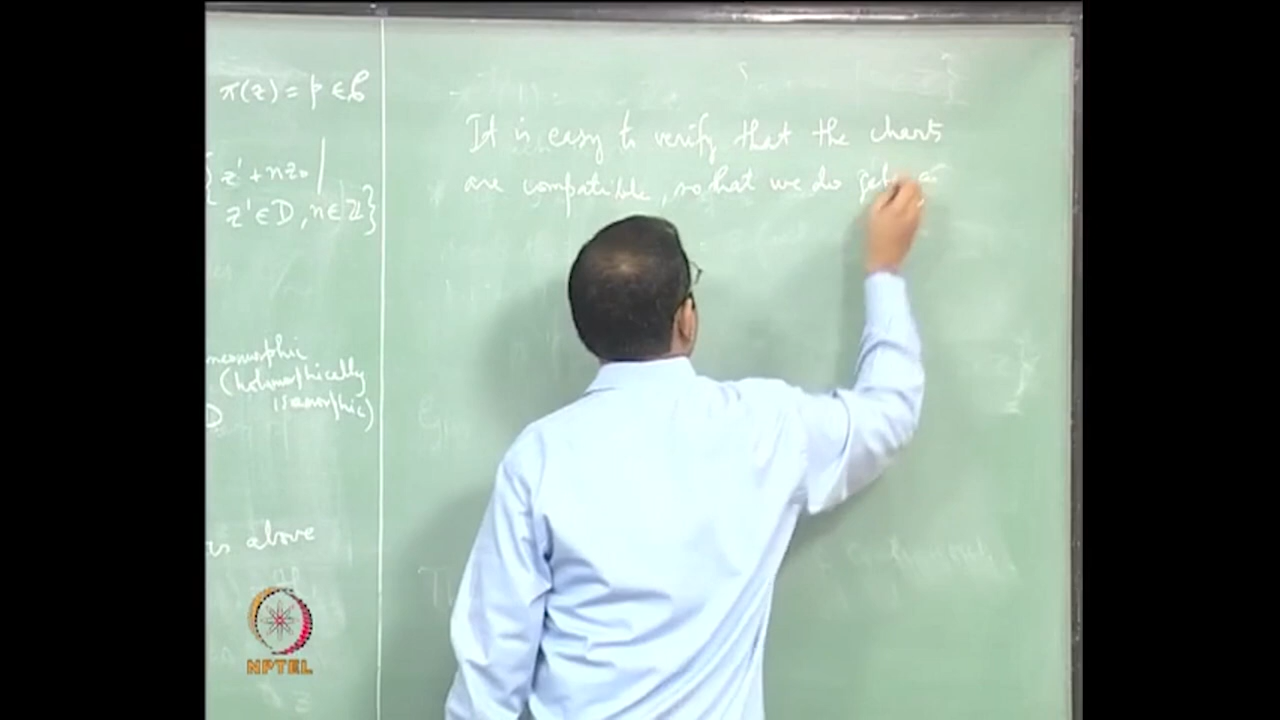 π(z) = p ∈ 𝒞
{ z' + nz₀ |
z' ∈ D, n ∈ ℤ}
(holomorphically
isomorphic)
as above
It is easy to verify that the charts
are compatible, so that we do get a
NPTEL